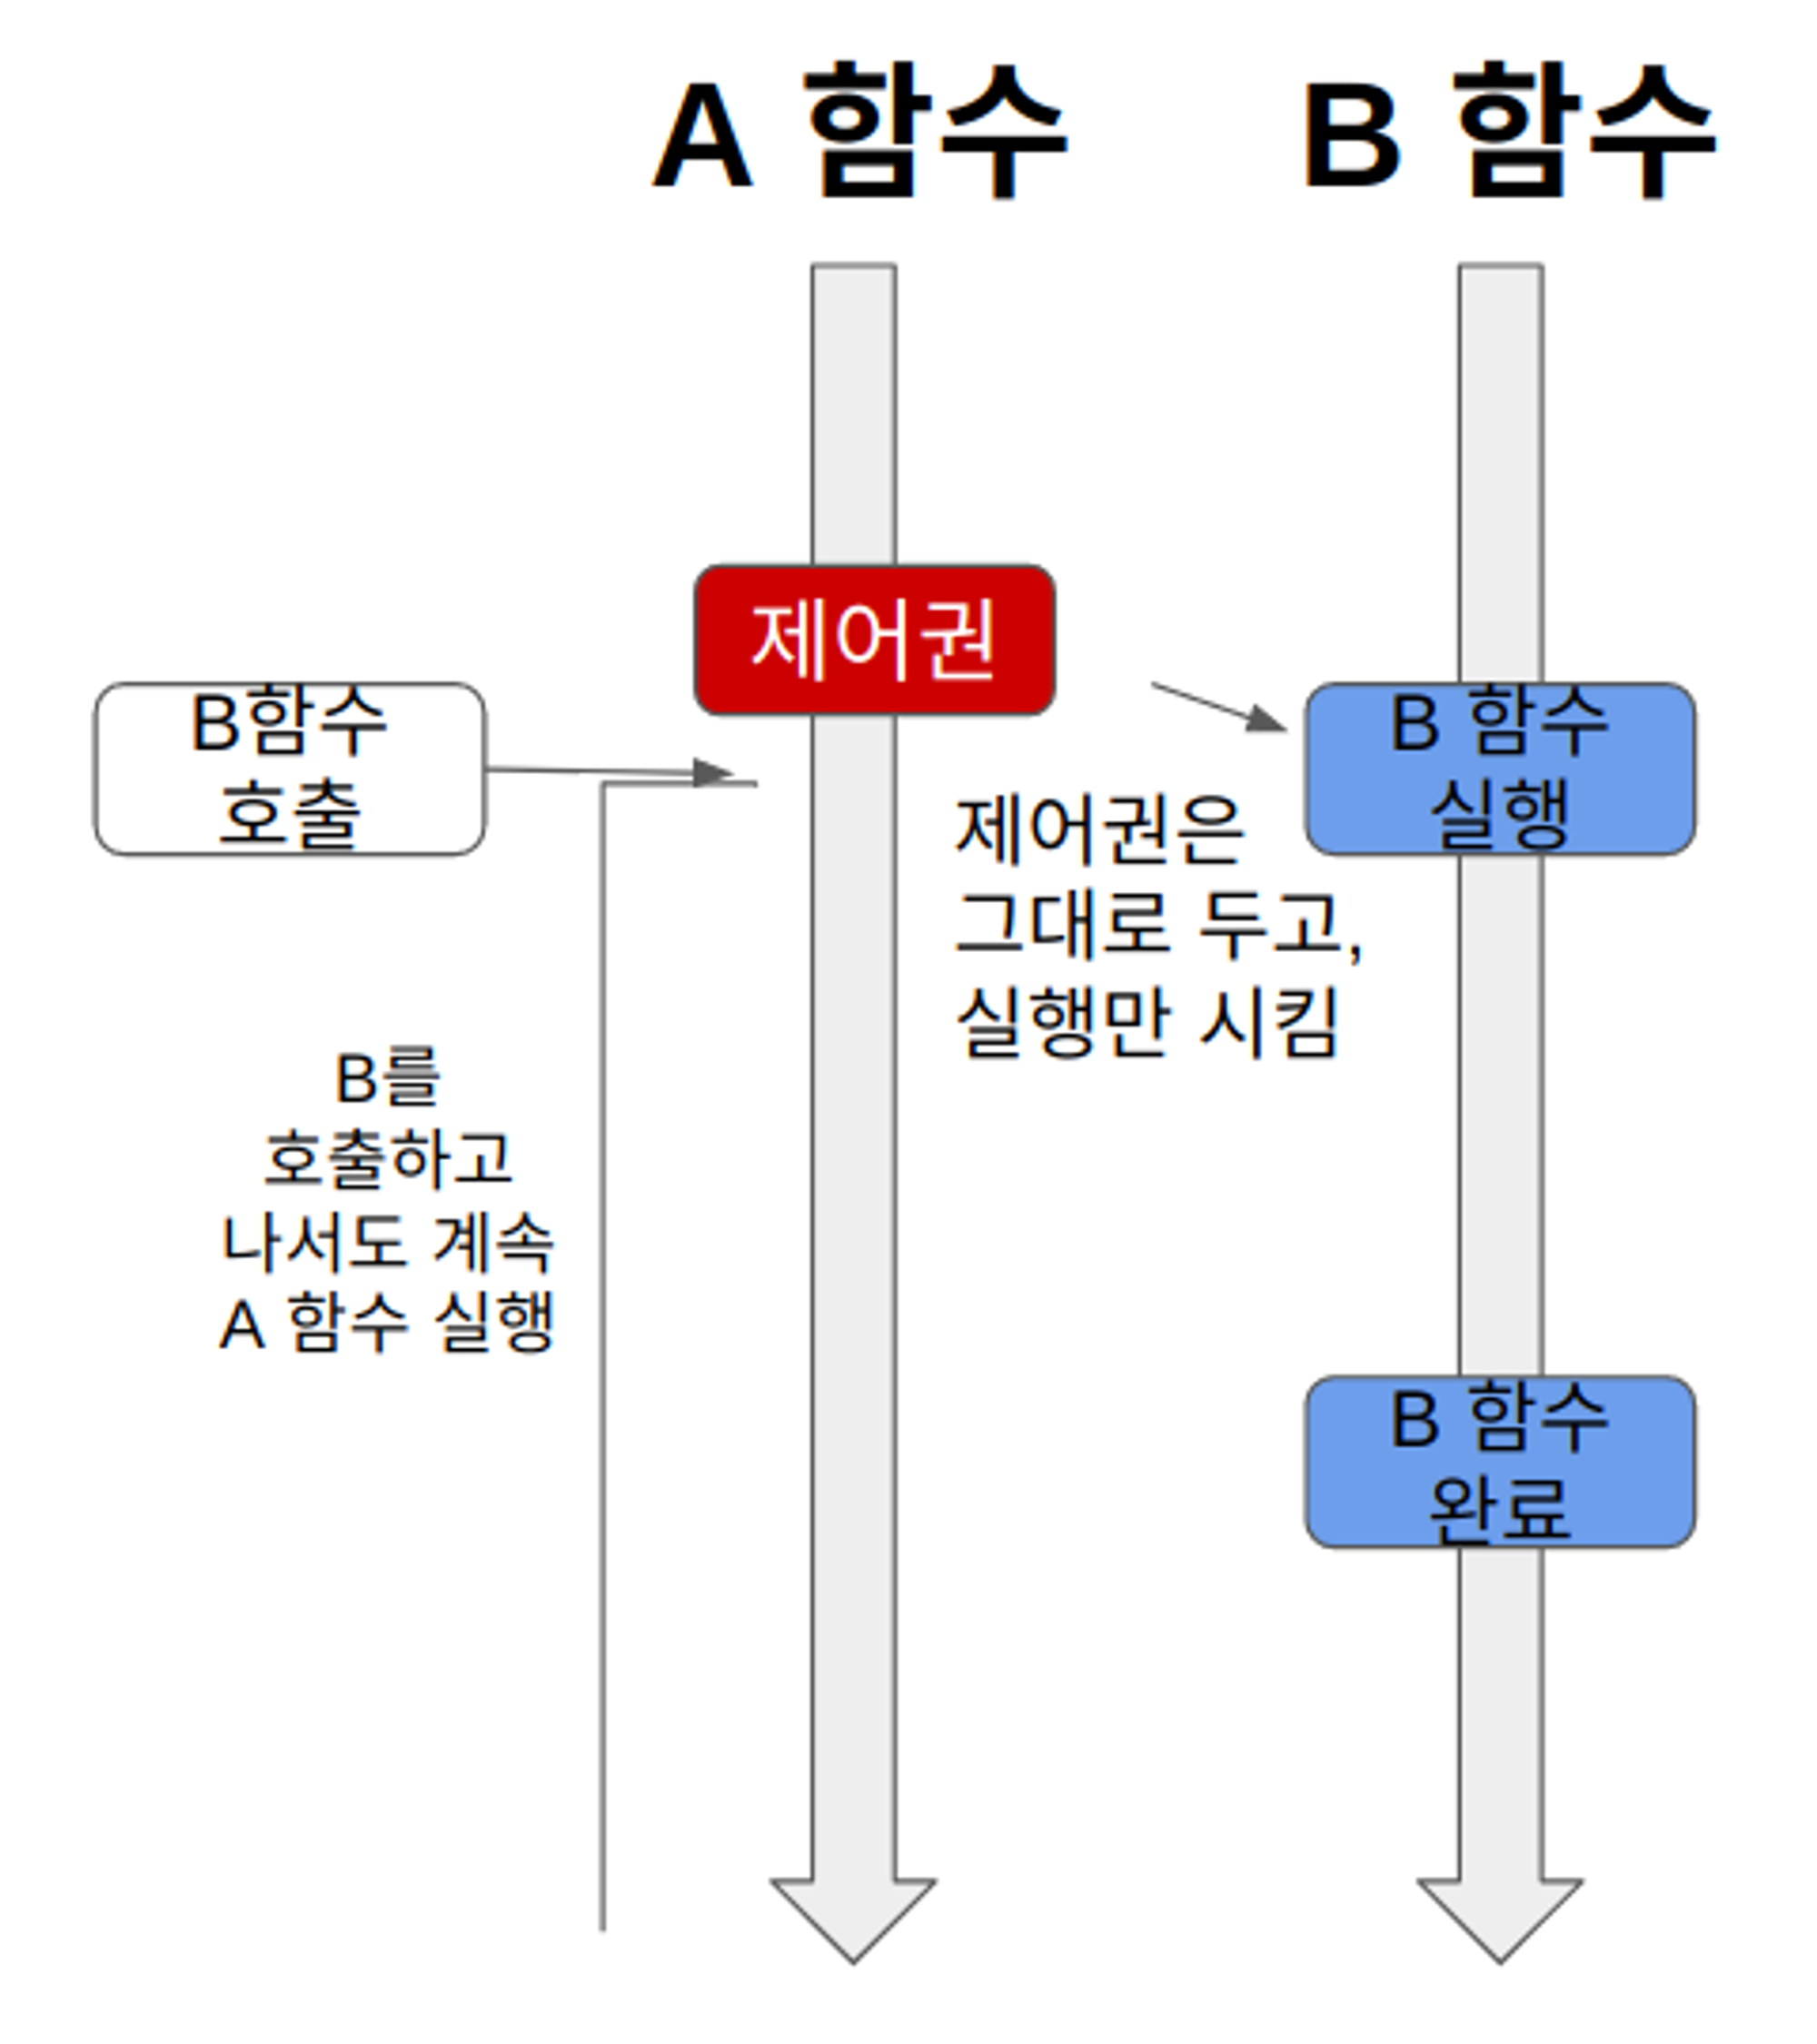 A 함수
B 함수
제어권
B함수
호출
B 함수
실행
제어권은
그대로 두고,
실행만 시킴
B를
호출하고
나서도 계속
A 함수 실행
B 함수
완료